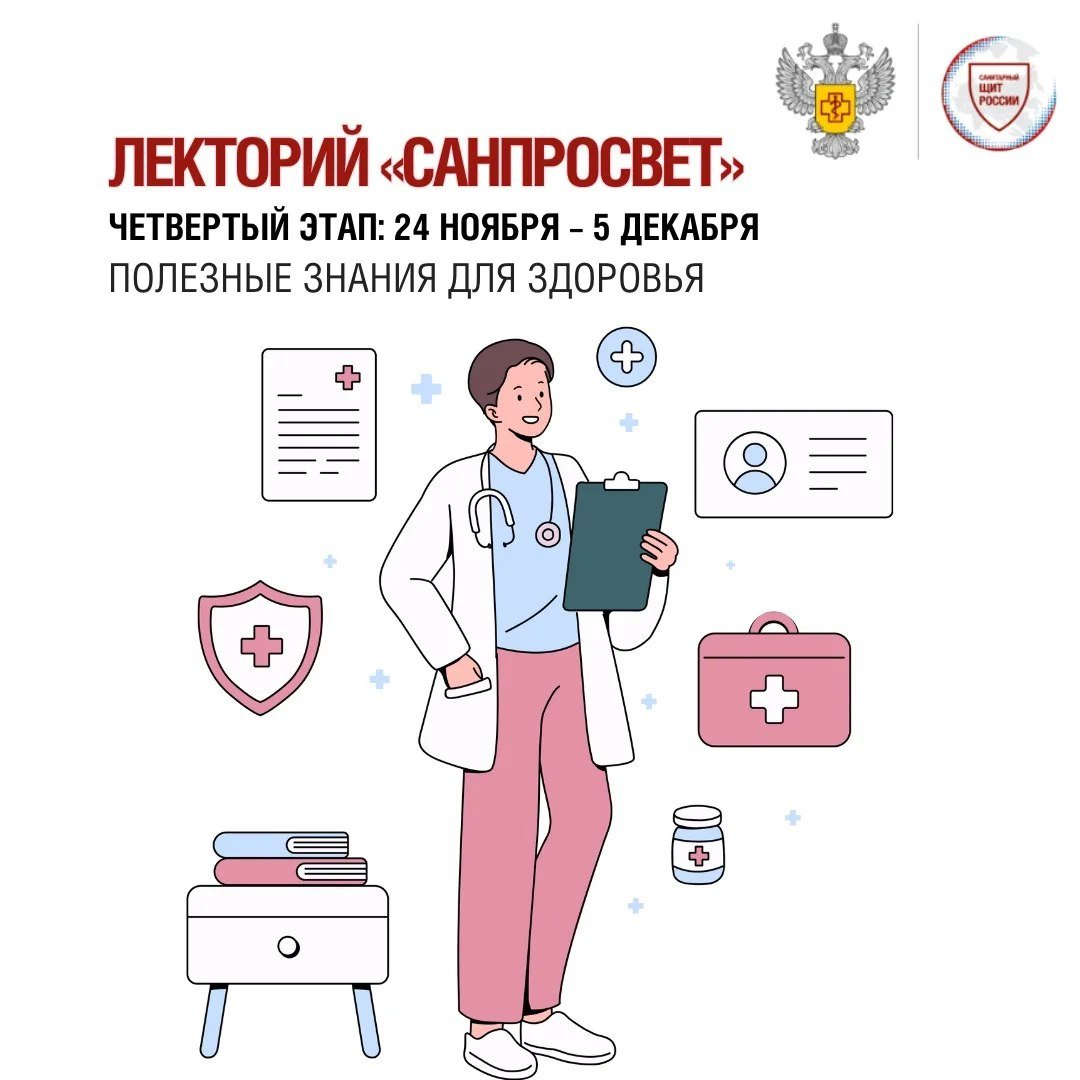 САНИТАРНЫЙ
ЩИТ
РОССИИ
ЛЕКТОРИЙ «САНПРОСВЕТ»
ЧЕТВЕРТЫЙ ЭТАП: 24 НОЯБРЯ – 5 ДЕКАБРЯ
ПОЛЕЗНЫЕ ЗНАНИЯ ДЛЯ ЗДОРОВЬЯ